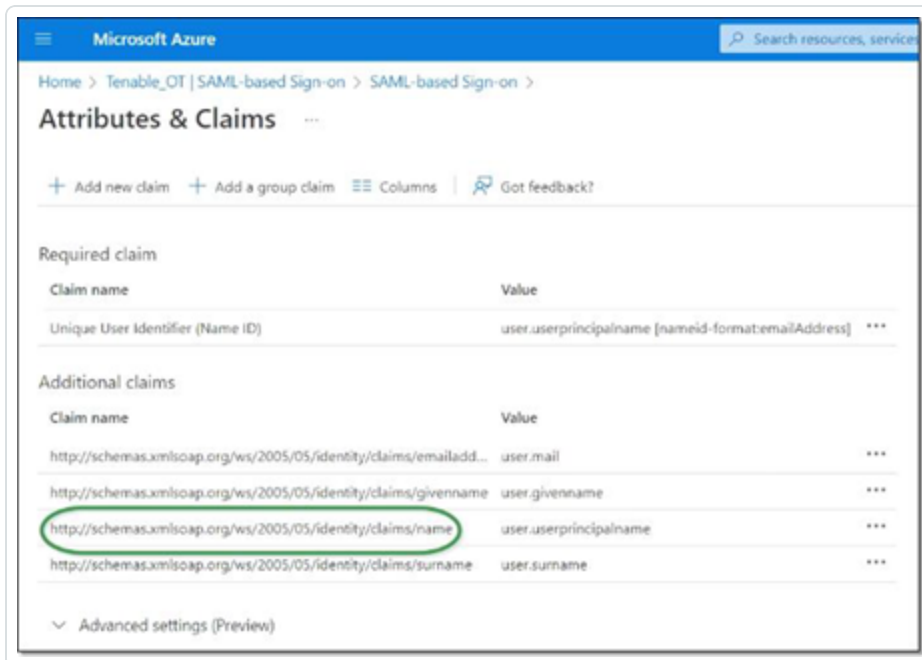 Microsoft Azure
Search resources, services
Home > Tenable_OT | SAML-based Sign-on > SAML-based Sign-on >
Attributes & Claims ...
+ Add new claim + Add a group claim Columns Got feedback?
Required claim
Claim name Value
Unique User Identifier (Name ID) user.userprincipalname [nameid-format:emailAddress] •••
Additional claims
Claim name Value
http://schemas.xmlsoap.org/ws/2005/05/identity/claims/emailadd... user.mail •••
http://schemas.xmlsoap.org/ws/2005/05/identity/claims/givenname user.givenname •••
http://schemas.xmlsoap.org/ws/2005/05/identity/claims/name user.userprincipalname •••
http://schemas.xmlsoap.org/ws/2005/05/identity/claims/surname user.surname •••
Advanced settings (Preview)